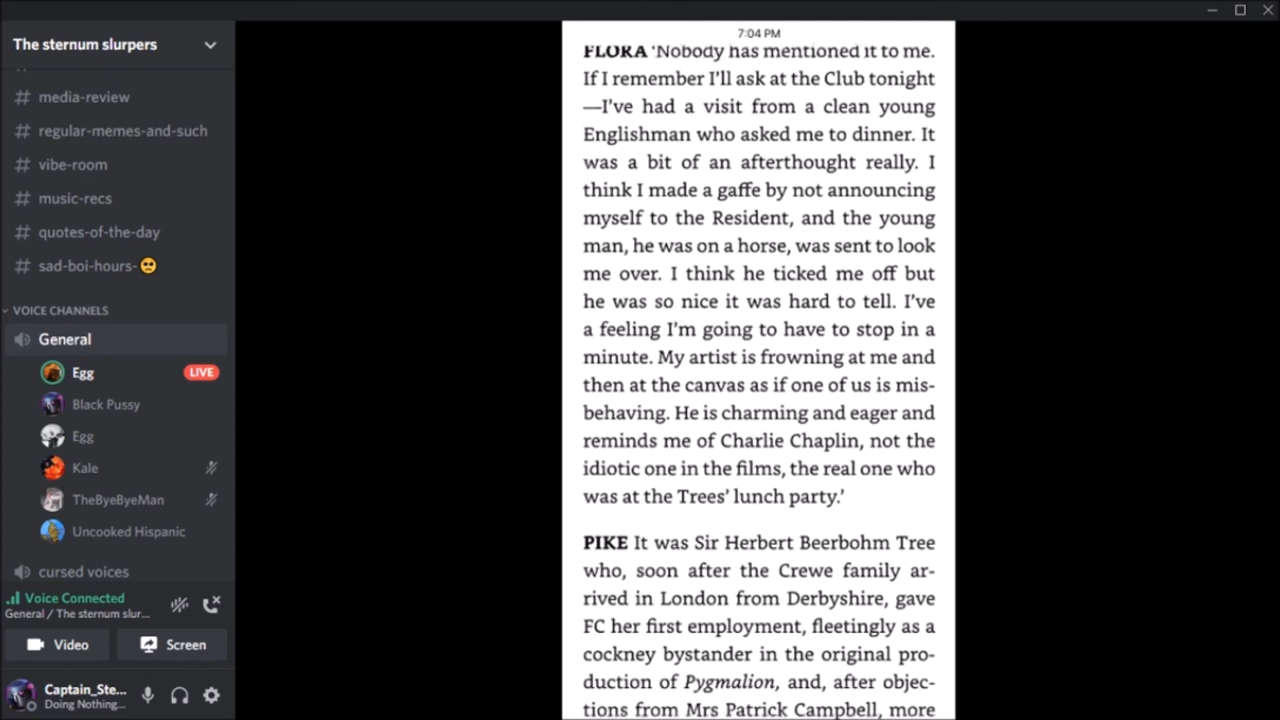 The sternum slurpers
# media-review
# regular-memes-and-such
# vibe-room
# music-recs
# quotes-of-the-day
# sad-boi-hours-🥺
VOICE CHANNELS
General
Egg LIVE
Black Pussy
Egg
Kale
TheByeByeMan
Uncooked Hispanic
cursed voices
Voice Connected
General / The sternum slur...
Video Screen
Captain_Ste...
Doing Nothing...
7:04 PM
FLORA ‘Nobody has mentioned it to me.
If I remember I’ll ask at the Club tonight
—I’ve had a visit from a clean young
Englishman who asked me to dinner. It
was a bit of an afterthought really. I
think I made a gaffe by not announcing
myself to the Resident, and the young
man, he was on a horse, was sent to look
me over. I think he ticked me off but
he was so nice it was hard to tell. I’ve
a feeling I’m going to have to stop in a
minute. My artist is frowning at me and
then at the canvas as if one of us is mis-
behaving. He is charming and eager and
reminds me of Charlie Chaplin, not the
idiotic one in the films, the real one who
was at the Trees’ lunch party.’
PIKE It was Sir Herbert Beerbohm Tree
who, soon after the Crewe family ar-
rived in London from Derbyshire, gave
FC her first employment, fleetingly as a
cockney bystander in the original pro-
duction of Pygmalion, and, after objec-
tions from Mrs Patrick Campbell, more